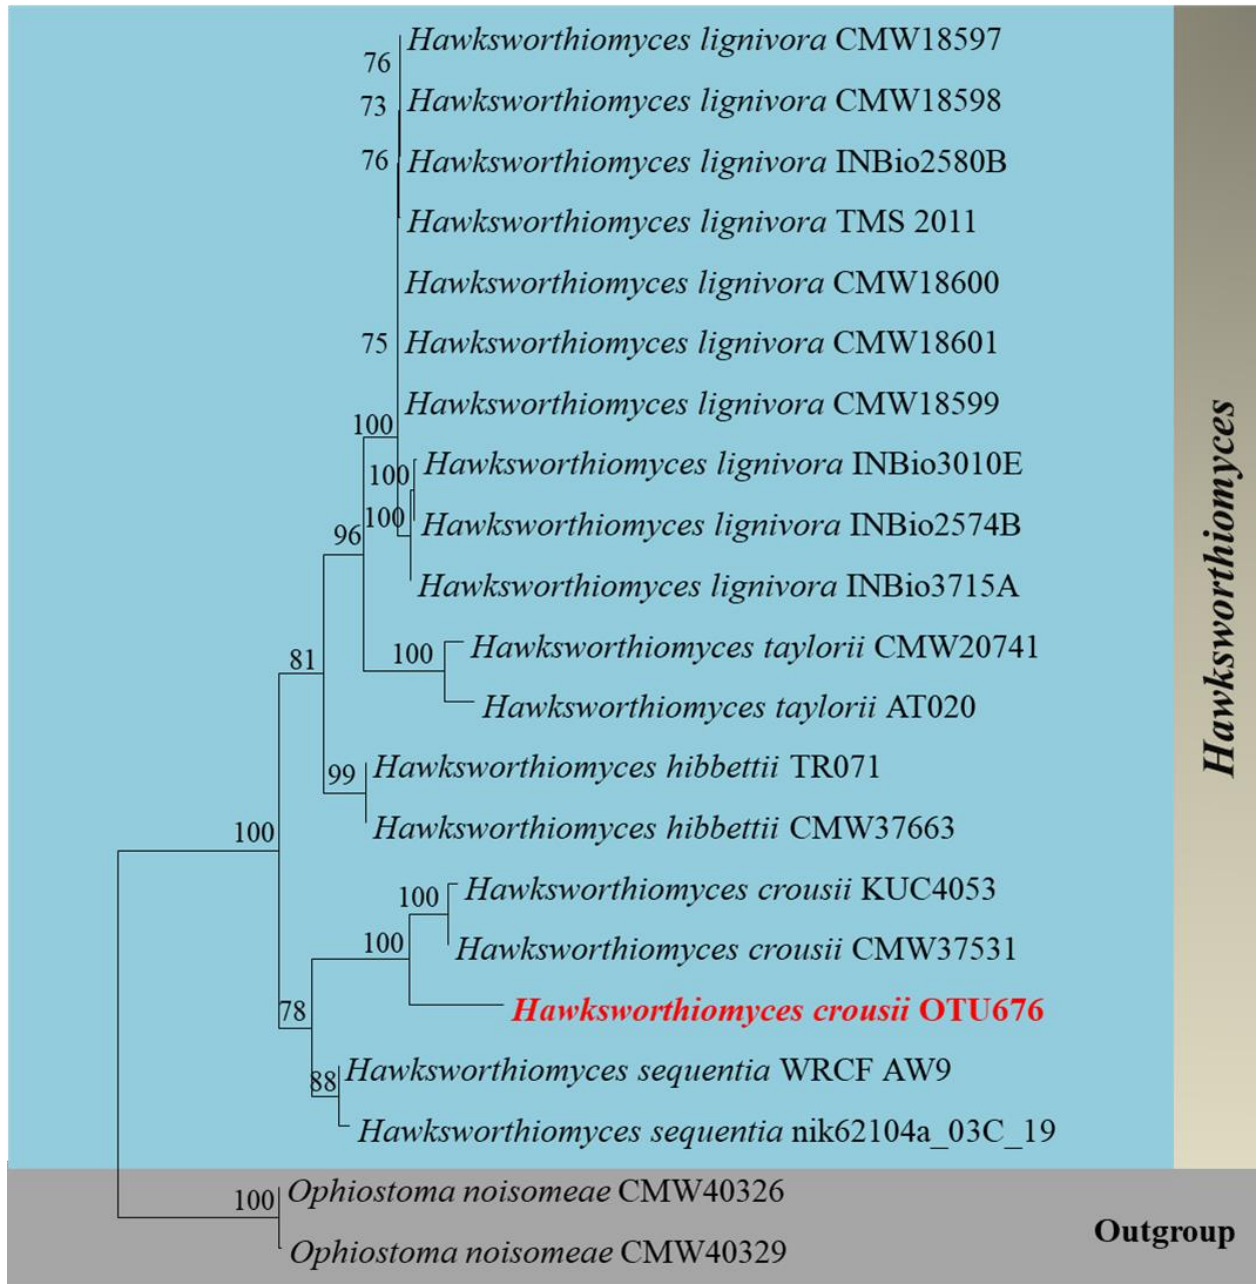 Hawksworthiomyces lignivora CMW18597
76
Hawksworthiomyces lignivora CMW18598
73
Hawksworthiomyces lignivora INBio2580B
76
Hawksworthiomyces lignivora TMS 2011
Hawksworthiomyces lignivora CMW18600
Hawksworthiomyces lignivora CMW18601
75
Hawksworthiomyces lignivora CMW18599
100
Hawksworthiomyces lignivora INBio3010E
100
Hawksworthiomyces lignivora INBio2574B
100
96
Hawksworthiomyces lignivora INBio3715A
Hawksworthiomyces taylorii CMW20741
100
81
Hawksworthiomyces taylorii AT020
Hawksworthiomyces hibbettii TR071
99
Hawksworthiomyces hibbettii CMW37663
100
Hawksworthiomyces crousii KUC4053
100
Hawksworthiomyces crousii CMW37531
100
Hawksworthiomyces crousii OTU676
78
Hawksworthiomyces sequentia WRCF AW9
88
Hawksworthiomyces sequentia nik62104a_03C_19
Ophiostoma noisomeae CMW40326
100
Ophiostoma noisomeae CMW40329
Hawksworthiomyces
Outgroup